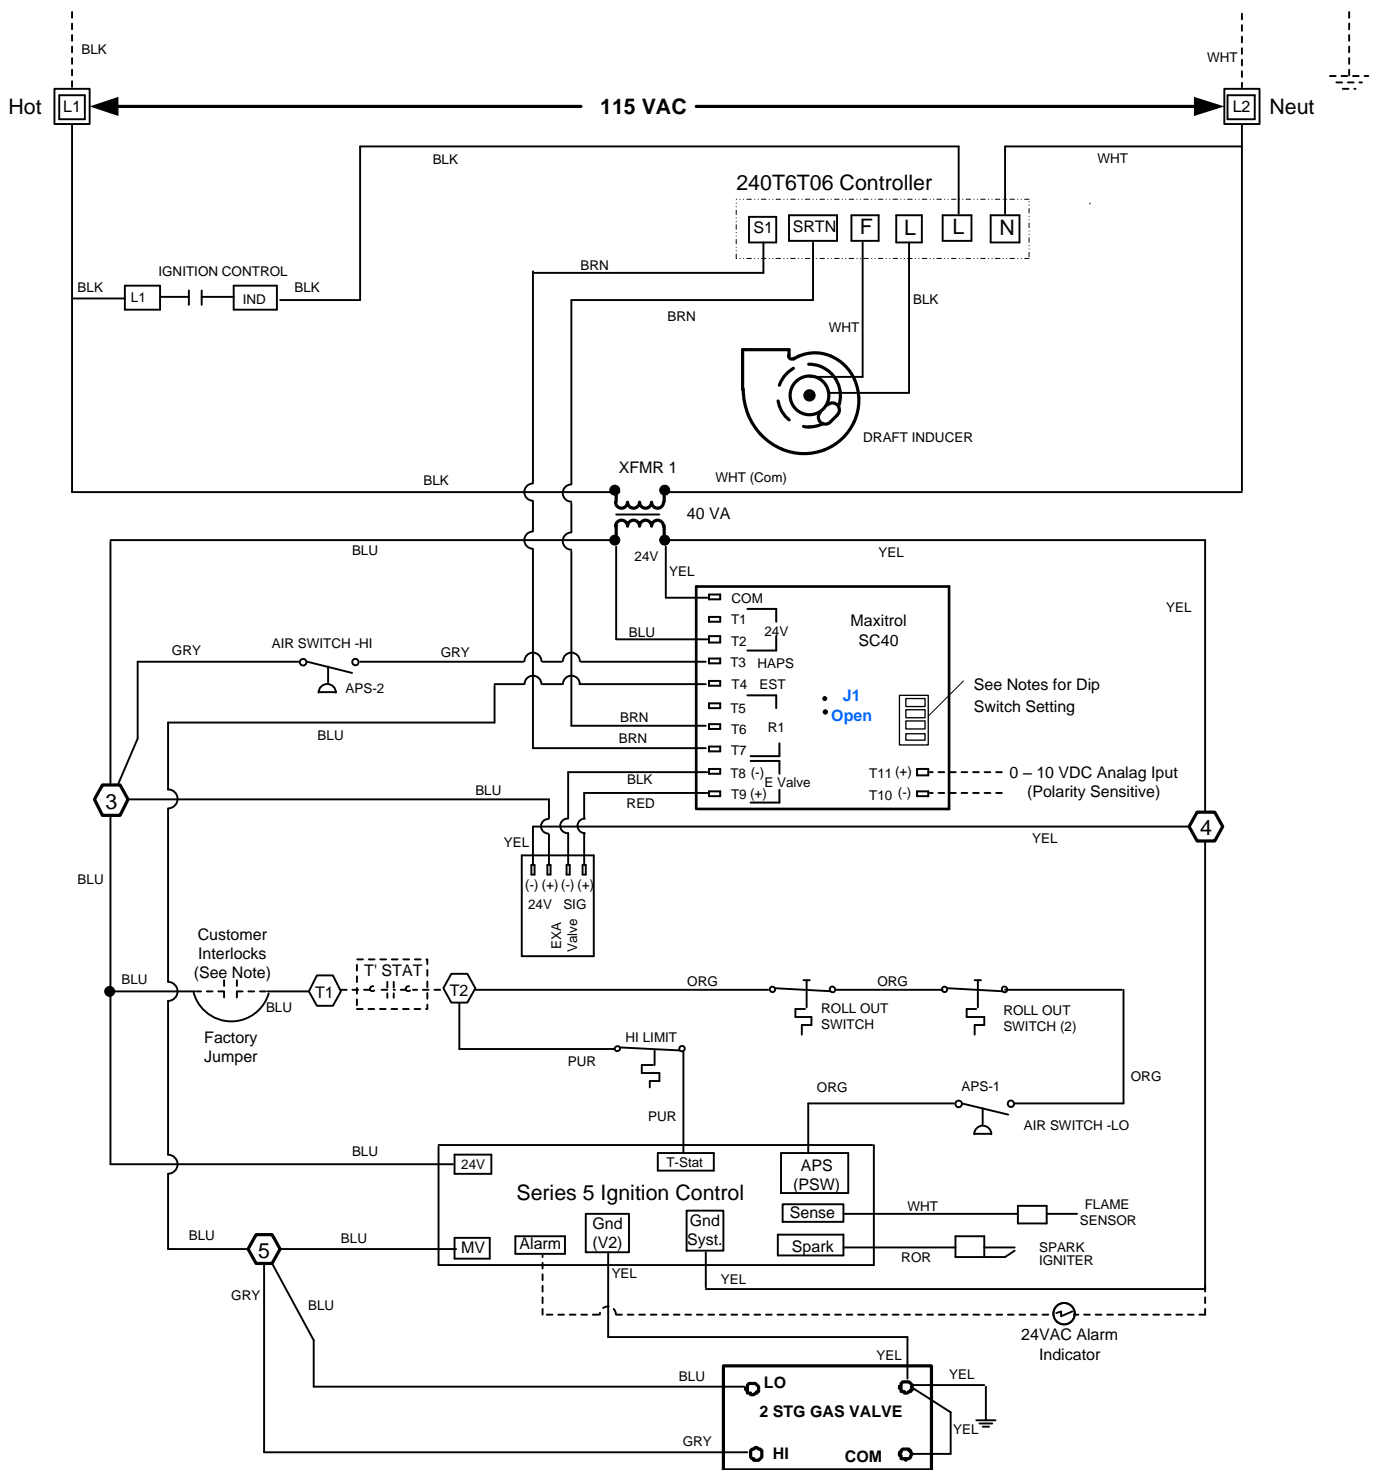 BLK
WHT
Hot
L1
115 VAC
L2
Neut
BLK
WHT
240T6T06 Controller
S1
SRTN
F
L
L
N
IGNITION CONTROL
BRN
BLK
L1
IND
BLK
BLK
BRN
WHT
DRAFT INDUCER
XFMR 1
BLK
WHT (Com)
40 VA
BLU
24V
YEL
YEL
COM
T1
24V
T2
BLU
Maxitrol
SC40
YEL
AIR SWITCH -HI
GRY
GRY
APS-2
T3
HAPS
T4
EST
See Notes for Dip
Switch Setting
J1
Open
T5
R1
T6
BRN
T7
BRN
BLU
T8 (-)
E Valve
BLK
T9 (+)
RED
T11 (+)
T10 (-)
0 – 10 VDC Analag Iput
(Polarity Sensitive)
3
BLU
YEL
YEL
4
BLU
(-) (+) (-) (+)
24V
SIG
EXA
Valve
Customer
Interlocks
(See Note)
BLU
BLU
T1
T' STAT
T2
Factory
Jumper
ORG
ORG
ROLL OUT
SWITCH
ROLL OUT
SWITCH (2)
HI LIMIT
PUR
ORG
ORG
APS-1
AIR SWITCH -LO
PUR
BLU
24V
T-Stat
APS
(PSW)
Series 5 Ignition Control
Sense
WHT
FLAME
SENSOR
Gnd
(V2)
Gnd
Syst.
BLU
5
BLU
MV
Alarm
Spark
ROR
SPARK
IGNITER
YEL
YEL
GRY
BLU
24VAC Alarm
Indicator
YEL
BLU
LO
YEL
2 STG GAS VALVE
YEL
GRY
HI
COM